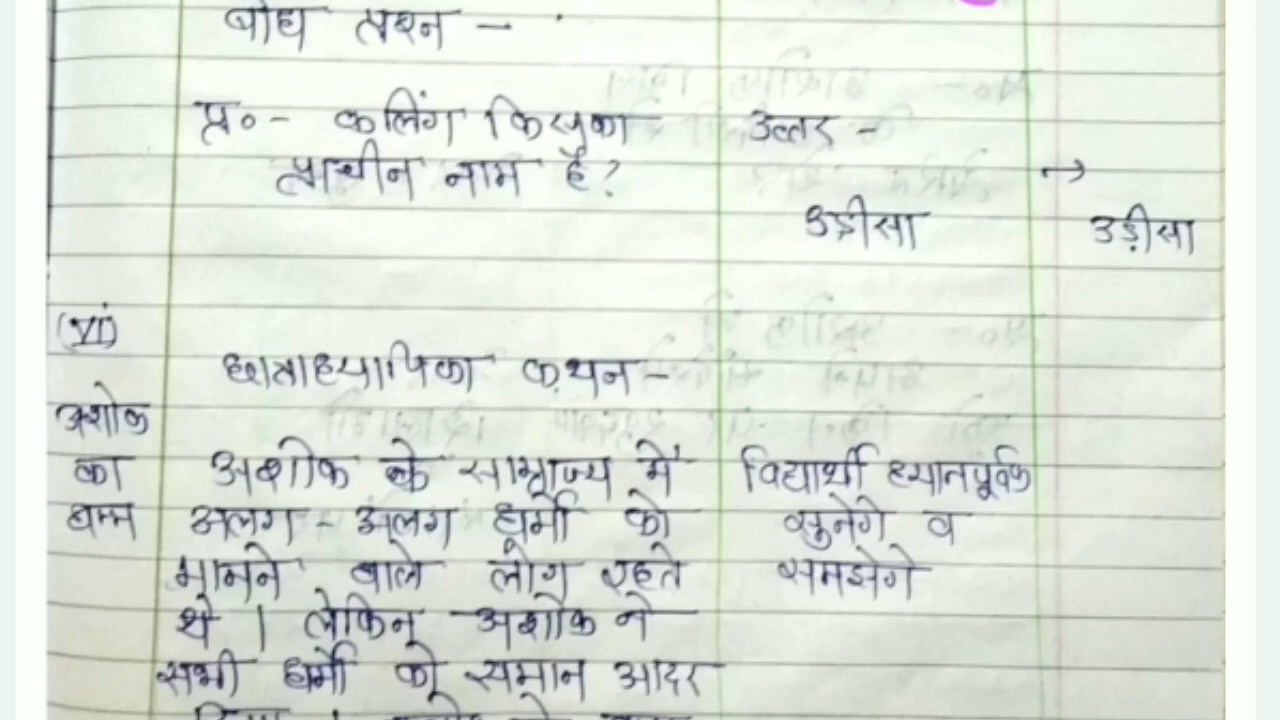 बोध प्रश्न -
प्र० - कलिंग किसका
प्राचीन नाम है?
उत्तर -
उड़ीसा
→
उड़ीसा
(VI)
अशोक
का
धम्म
छात्राध्यापिका कथन -
अशोक के साम्राज्य में
अलग - अलग धर्मो को
मानने वाले लोग रहते
थे । लेकिन अशोक ने
सभी धर्मो को समान आदर
विद्यार्थी ध्यानपूर्वक
सुनेगे व
समझेगे